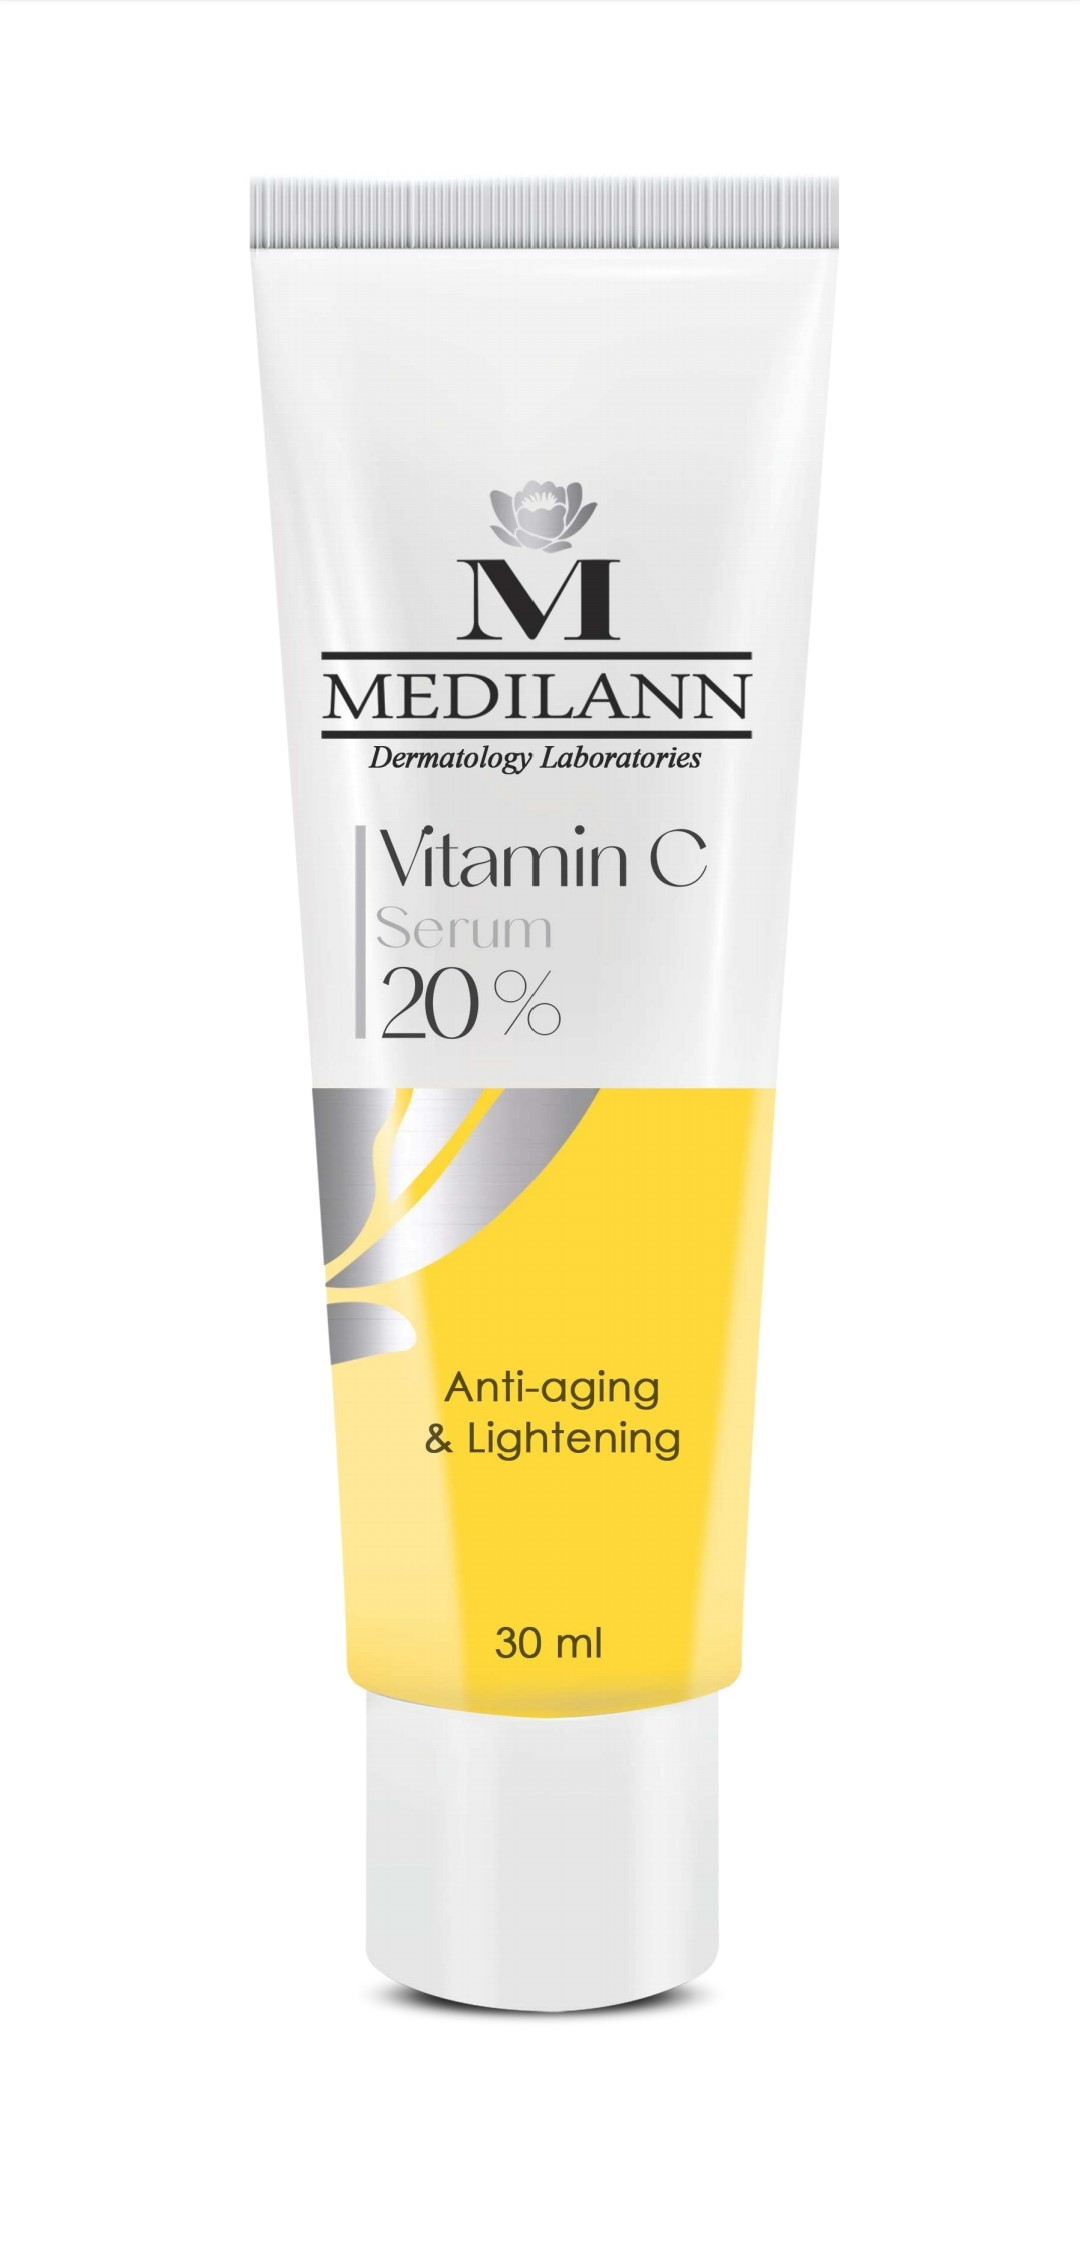 M
MEDILANN
Dermatology Laboratories
Vitamin C
Serum
20%
Anti-aging
& Lightening
30 ml